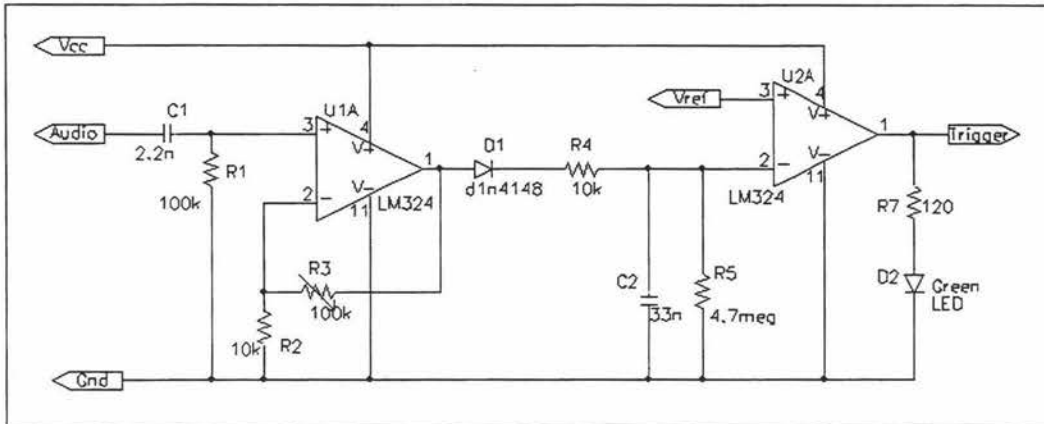 Vcc
U2A
3
+
4
V+
Vref
C1
U1A
Audio
2.2n
3
+
4
V+
1
D1
R4
1
Trigger
R1
V-
2
-
V-
100k
2
-
11
LM324
d1n4148
10k
LM324
11
R7
120
R3
100k
C2
R5
D2
Green
LED
33n
4.7meg
10k
R2
Gnd